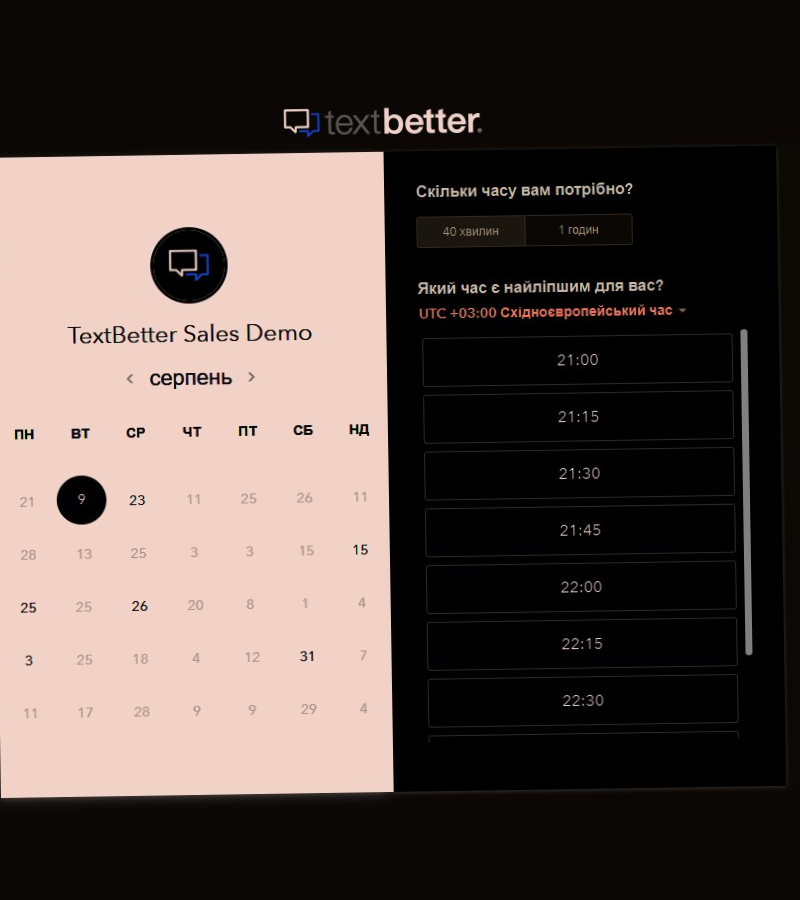 textbetter.
TextBetter Sales Demo
серпень
ПН ВТ СР ЧТ ПТ СБ НД
21 9 23 11 25 26 11
28 13 25 3 3 15 15
25 25 26 20 8 1 4
3 25 18 4 12 31 7
11 17 28 9 9 29 4
Скільки часу вам потрібно?
40 хвилин 1 годин
Який час є найліпшим для вас?
UTC +03:00 Східноєвропейський час
21:00
21:15
21:30
21:45
22:00
22:15
22:30